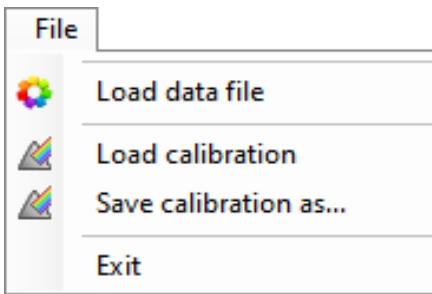 File
Load data file
Load calibration
Save calibration as...
Exit